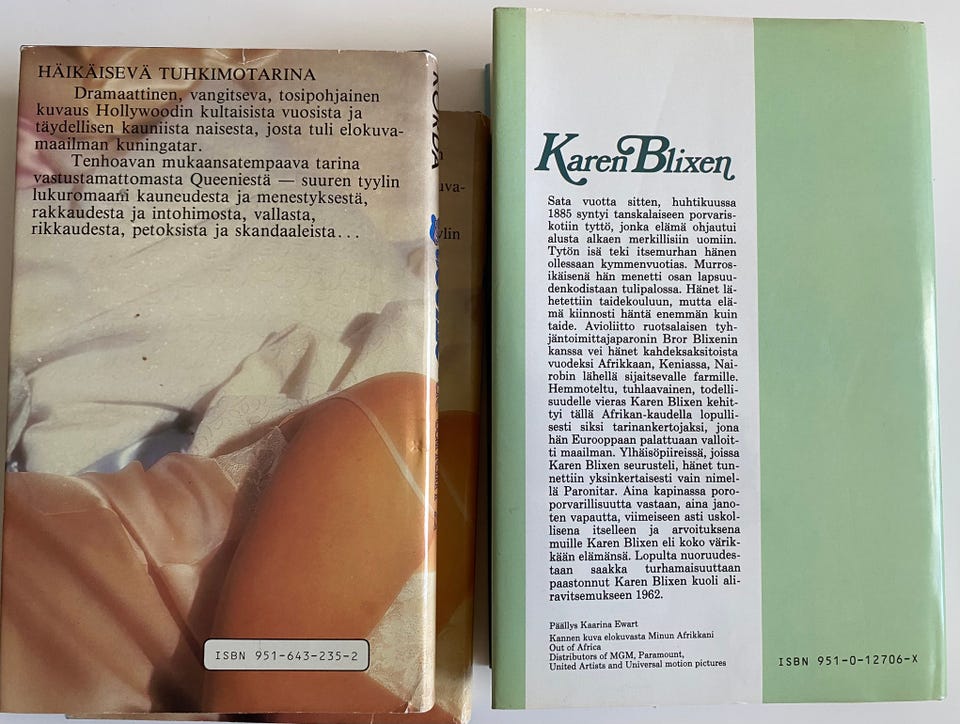 HÄIKÄISEVÄ TUHKIMOTARINA
Dramaattinen, vangitseva, tosipohjainen
kuvaus Hollywoodin kultaisista vuosista ja
täydellisen kauniista naisesta, josta tuli elokuva-
maailman kuningatar.
Tenhoavan mukaansatempaava tarina
vastustamattomasta Queeniestä — suuren tyylin
lukuromaani kauneudesta ja menestyksestä,
rakkaudesta ja intohimosta, vallasta,
rikkaudesta, petoksista ja skandaaleista...
ISBN 951-643-235-2
KORDA
uva-
ylin
Karen Blixen
Sata vuotta sitten, huhtikuussa
1885 syntyi tanskalaiseen porvaris-
kotiin tyttö, jonka elämä ohjautui
alusta alkaen merkillisiin uomiin.
Tytön isä teki itsemurhan hänen
ollessaan kymmenvuotias. Murros-
ikäisenä hän menetti osan lapsuu-
denkodistaan tulipalossa. Hänet lä-
hetettiin taidekouluun, mutta elä-
mä kiinnosti häntä enemmän kuin
taide. Avioliitto ruotsalaisen tyh-
jäntoimittajaparonin Bror Blixenin
kanssa vei hänet kahdeksaksitoista
vuodeksi Afrikkaan, Keniassa, Nai-
robin lähellä sijaitsevalle farmille.
Hemmoteltu, tuhlaavainen, todelli-
suudelle vieras Karen Blixen kehit-
tyi tällä Afrikan-kaudella lopulli-
sesti siksi tarinankertojaksi, jona
hän Eurooppaan palattuaan valloit-
ti maailman. Ylhäisöpiireissä, joissa
Karen Blixen seurusteli, hänet tun-
nettiin yksinkertaisesti vain nimel-
lä Paronitar. Aina kapinassa poro-
porvarillisuutta vastaan, aina jano-
ten vapautta, viimeiseen asti uskol-
lisena itselleen ja arvoituksena
muille Karen Blixen eli koko värik-
kään elämänsä. Lopulta nuoruudes-
taan saakka turhamaisuuttaan
paastonnut Karen Blixen kuoli ali-
ravitsemukseen 1962.
Päällys Kaarina Ewart
Kannen kuva elokuvasta Minun Afrikkani
Out of Africa
Distributors of MGM, Paramount,
United Artists and Universal motion pictures
ISBN 951-0-12706-X